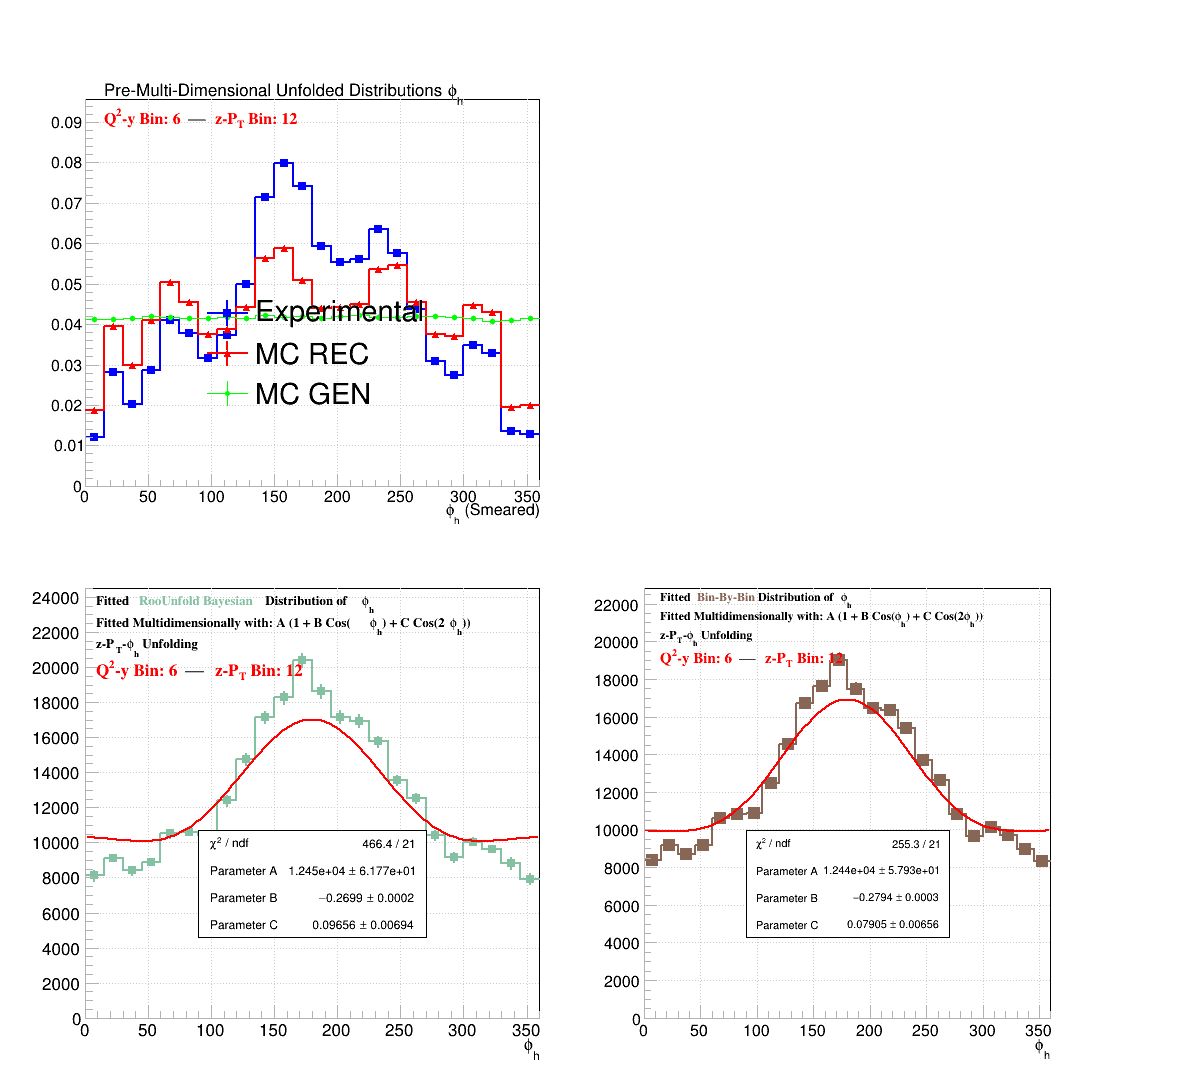 Pre-Multi-Dimensional Unfolded Distributions ϕh
Q2-y Bin: 6 — z-PT Bin: 12
0.09
0.08
0.07
0.06
0.05
0.04
0.03
0.02
0.01
0
Experimental
MC REC
MC GEN
0 50 100 150 200 250 300 350
ϕh (Smeared)
Fitted RooUnfold Bayesian Distribution of ϕh
Fitted Multidimensionally with: A (1 + B Cos( ϕh) + C Cos(2 ϕh))
z-PT-ϕh Unfolding
Q2-y Bin: 6 — z-PT Bin: 12
24000
22000
20000
18000
16000
14000
12000
10000
8000
6000
4000
2000
0
χ2 / ndf 466.4 / 21
Parameter A 1.245e+04 ± 6.177e+01
Parameter B −0.2699 ± 0.0002
Parameter C 0.09656 ± 0.00694
0 50 100 150 200 250 300 350
ϕh
Fitted Bin-By-Bin Distribution of ϕh
Fitted Multidimensionally with: A (1 + B Cos(ϕh) + C Cos(2ϕh))
z-PT-ϕh Unfolding
Q2-y Bin: 6 — z-PT Bin: 12
22000
20000
18000
16000
14000
12000
10000
8000
6000
4000
2000
0
χ2 / ndf 255.3 / 21
Parameter A 1.244e+04 ± 5.793e+01
Parameter B −0.2794 ± 0.0003
Parameter C 0.07905 ± 0.00656
0 50 100 150 200 250 300 350
ϕh